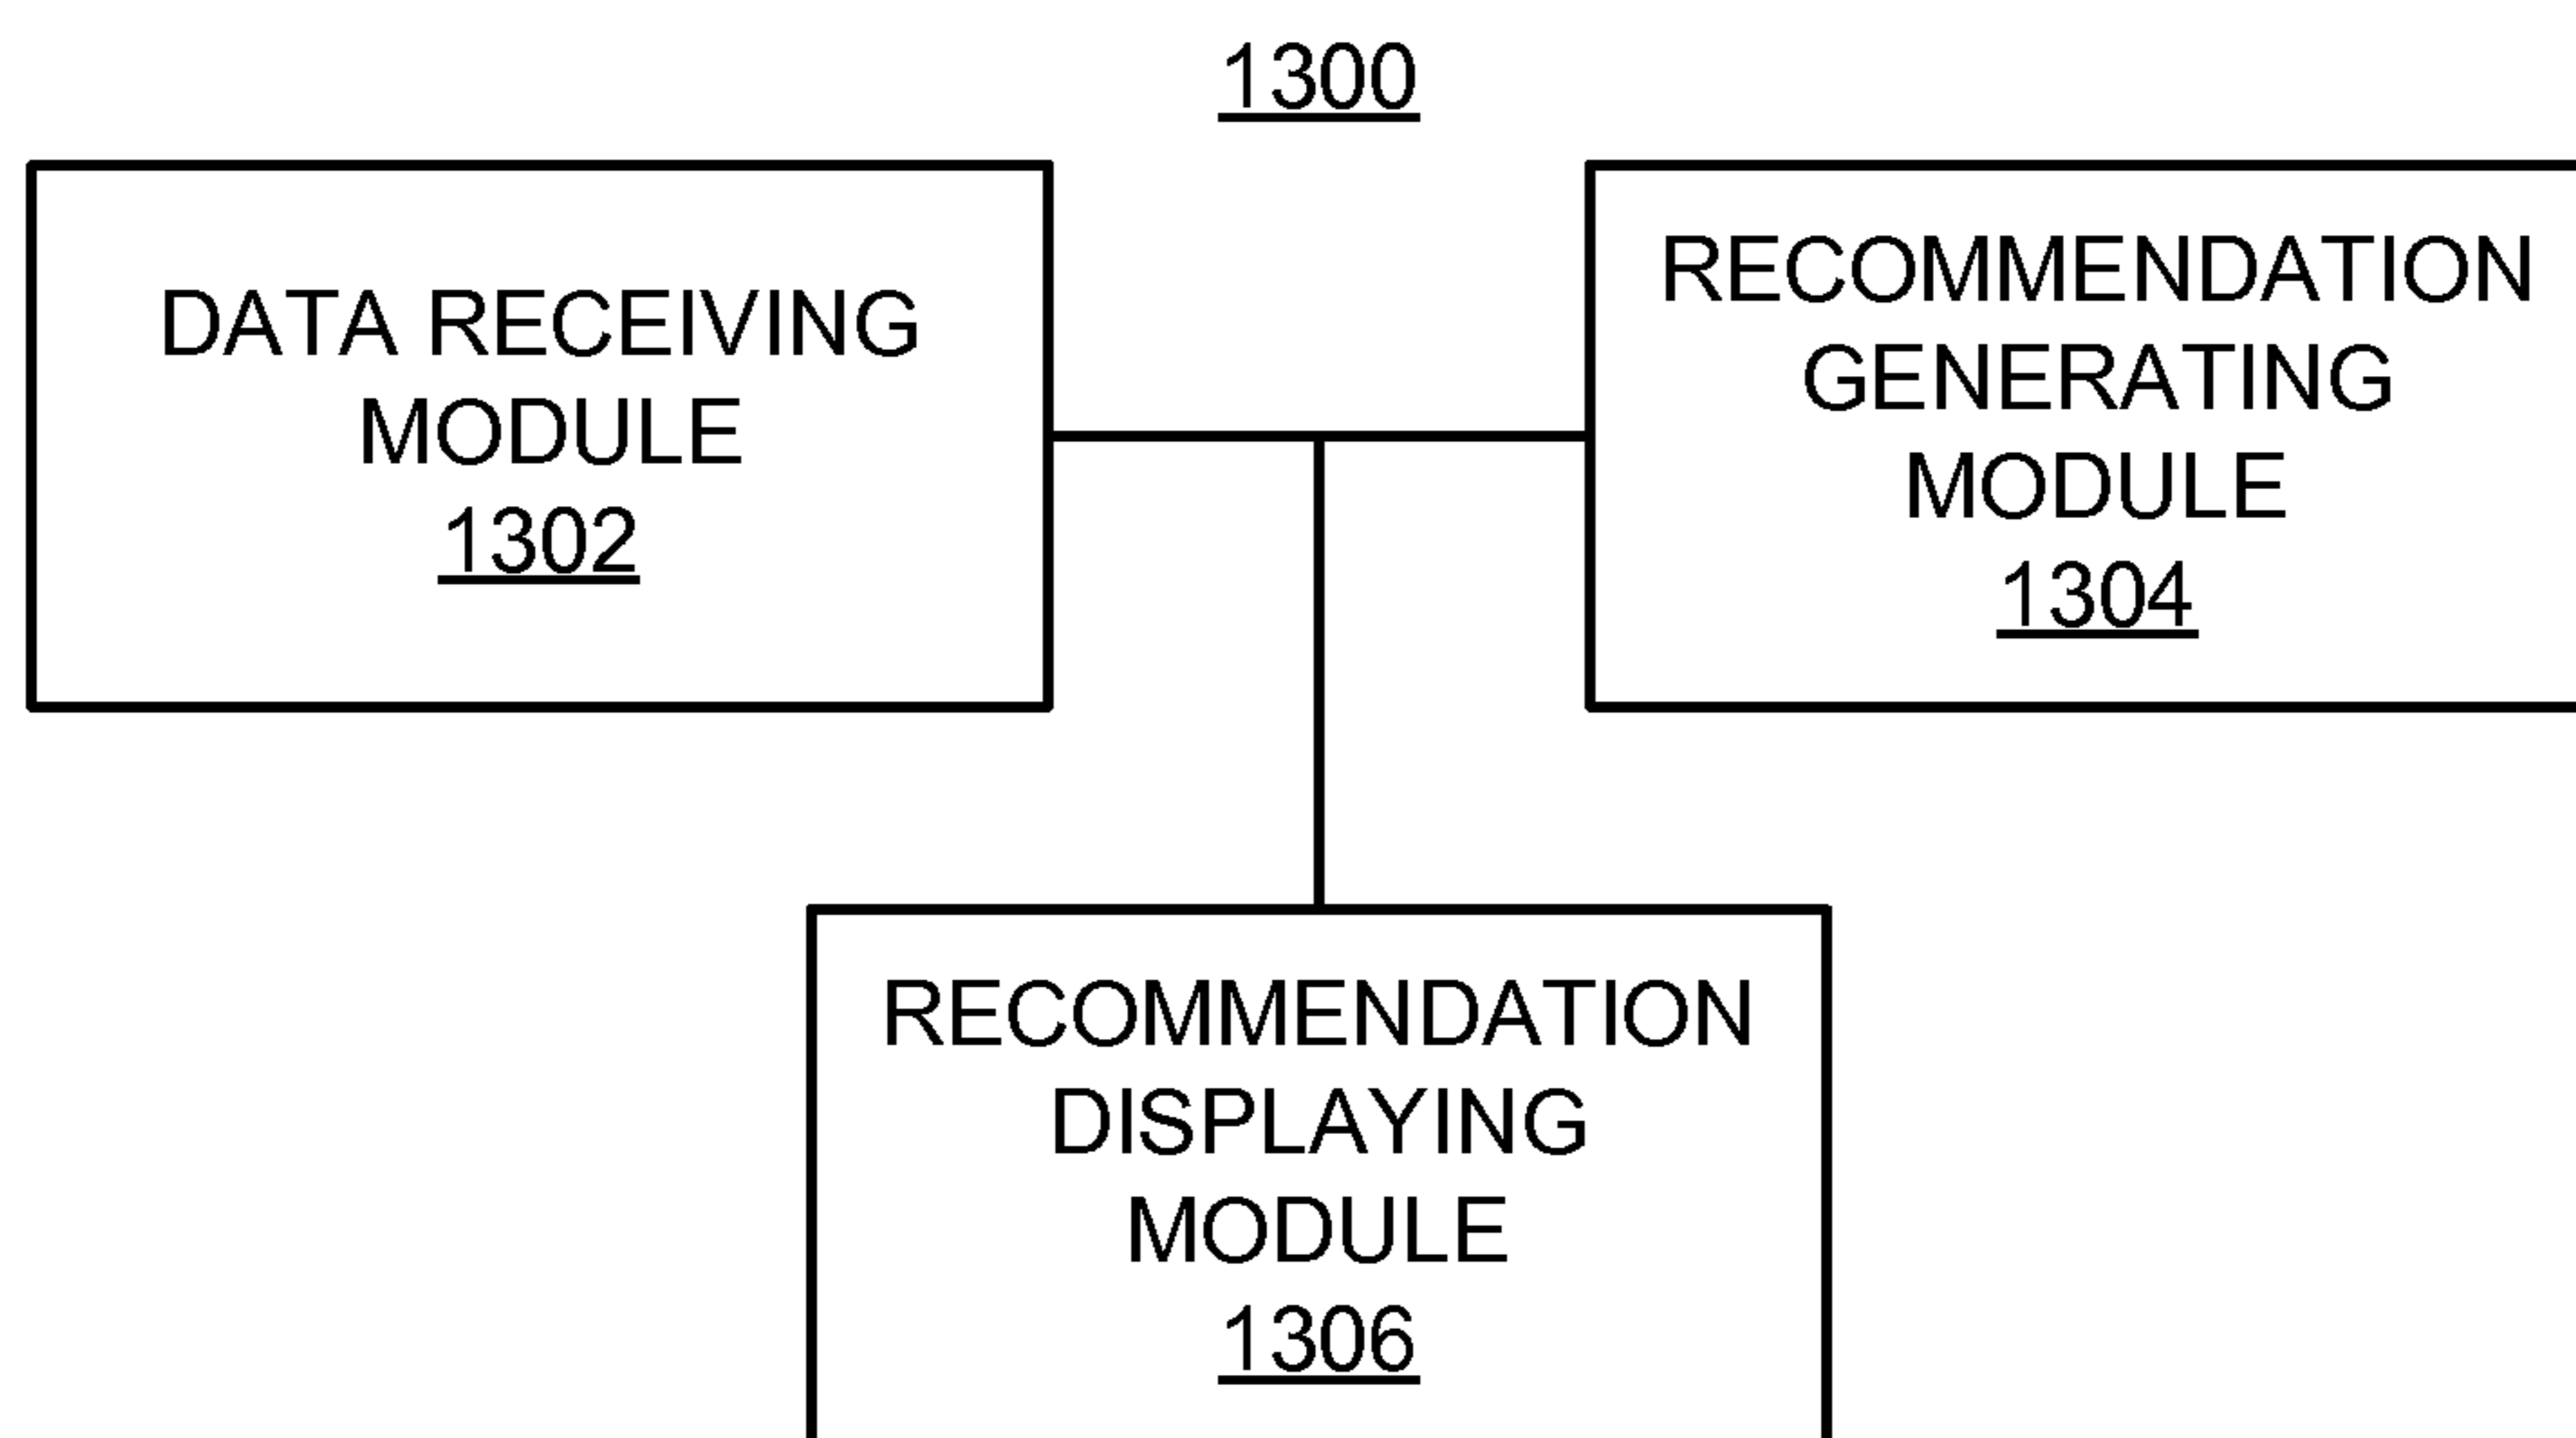 1300
DATA RECEIVING
MODULE
1302
RECOMMENDATION
GENERATING
MODULE
1304
RECOMMENDATION
DISPLAYING
MODULE
1306